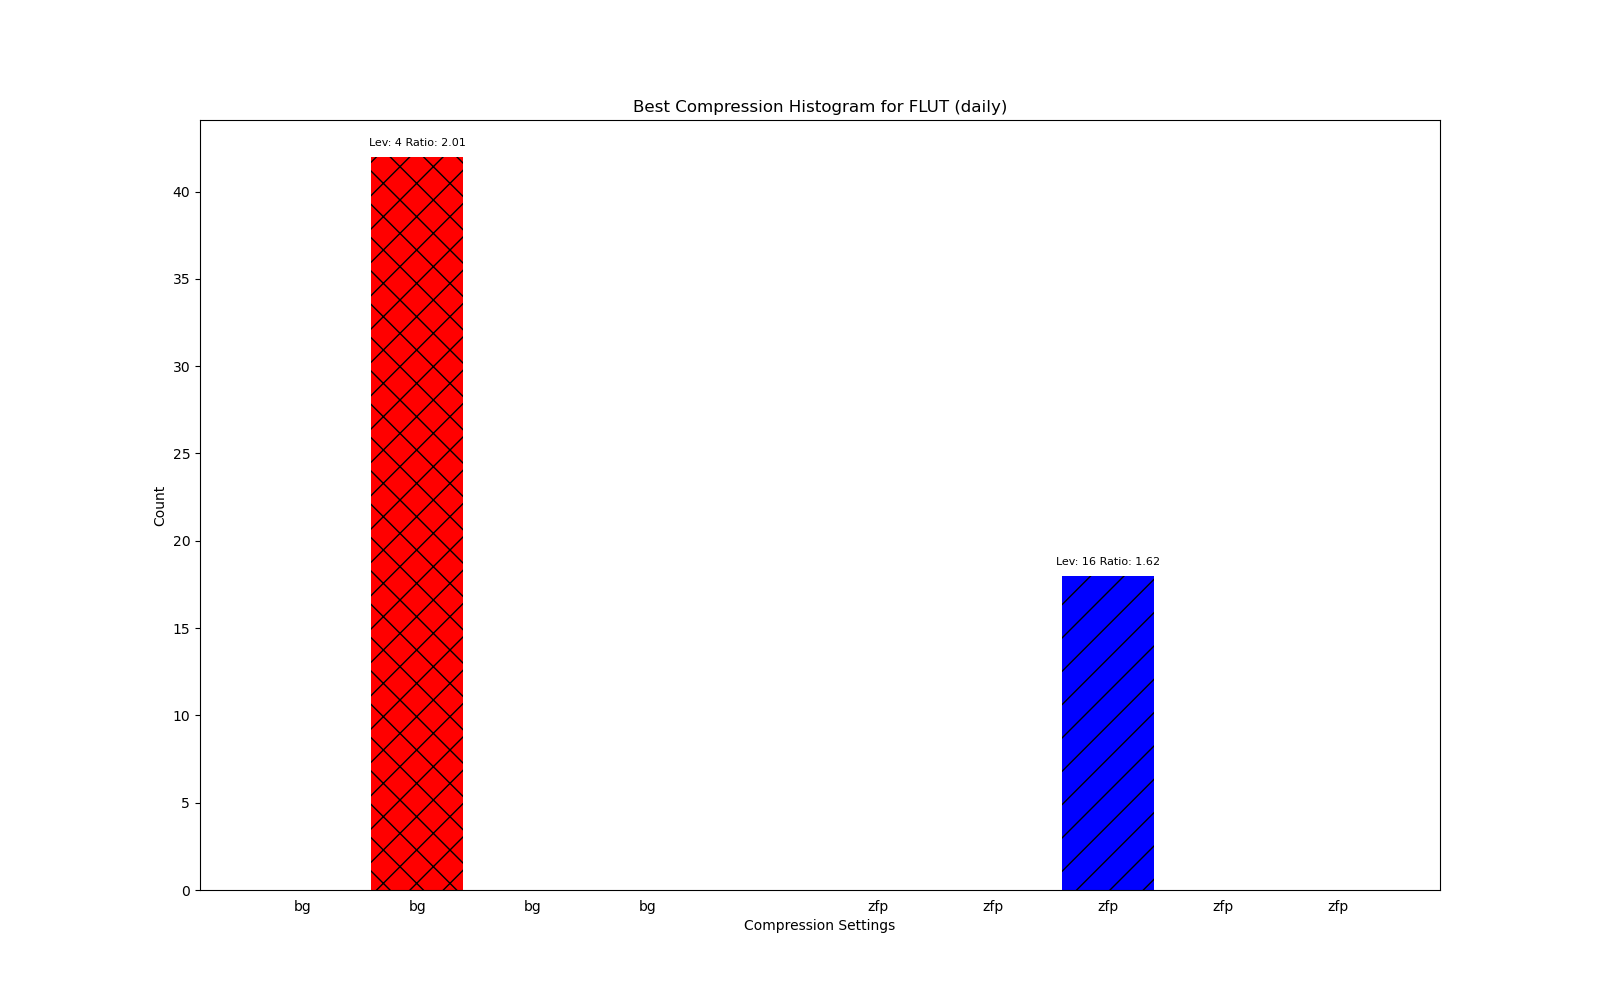 Best Compression Histogram for FLUT (daily)
Lev: 4 Ratio: 2.01
Lev: 16 Ratio: 1.62
Count
40
35
30
25
20
15
10
5
0
bg bg bg bg zfp zfp zfp zfp zfp
Compression Settings